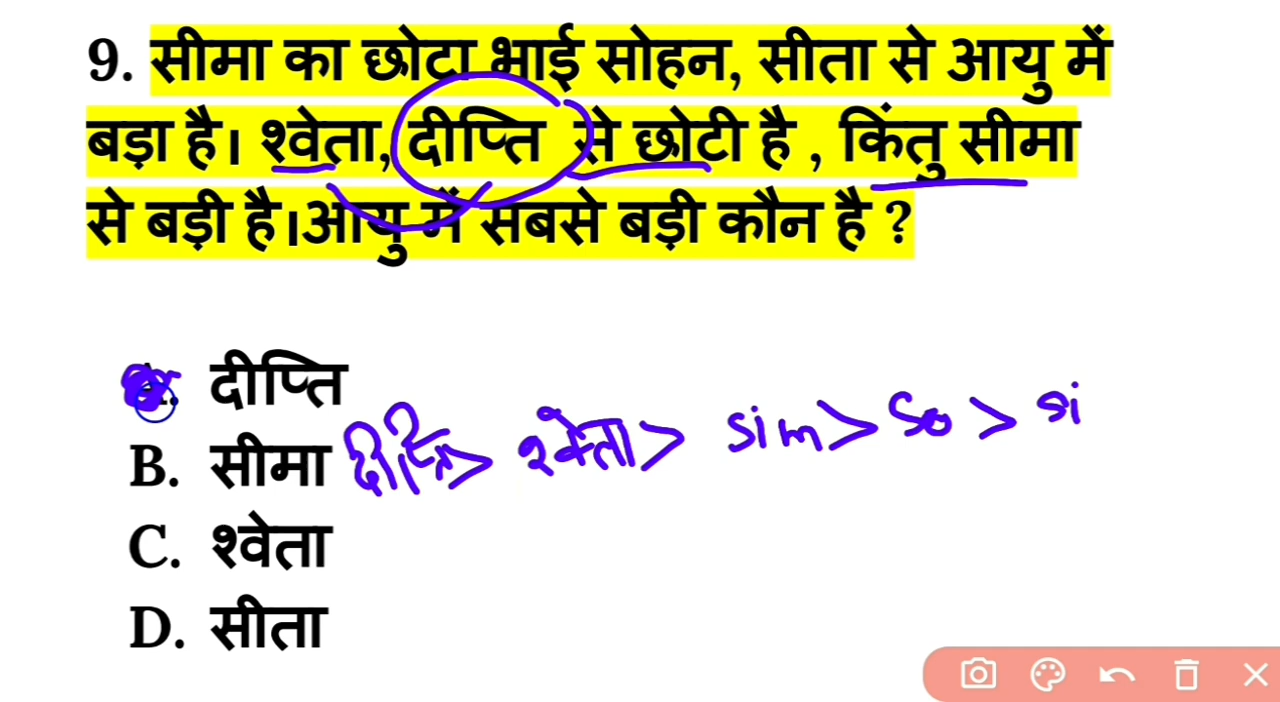 9. सीमा का छोटा भाई सोहन, सीता से आयु में
बड़ा है। श्वेता, दीप्ति से छोटी है , किंतु सीमा
से बड़ी है।आयु में सबसे बड़ी कौन है ?
दीप्ति
B. सीमा
दीप्ति > श्वेता > sim > So > si
C. श्वेता
D. सीता